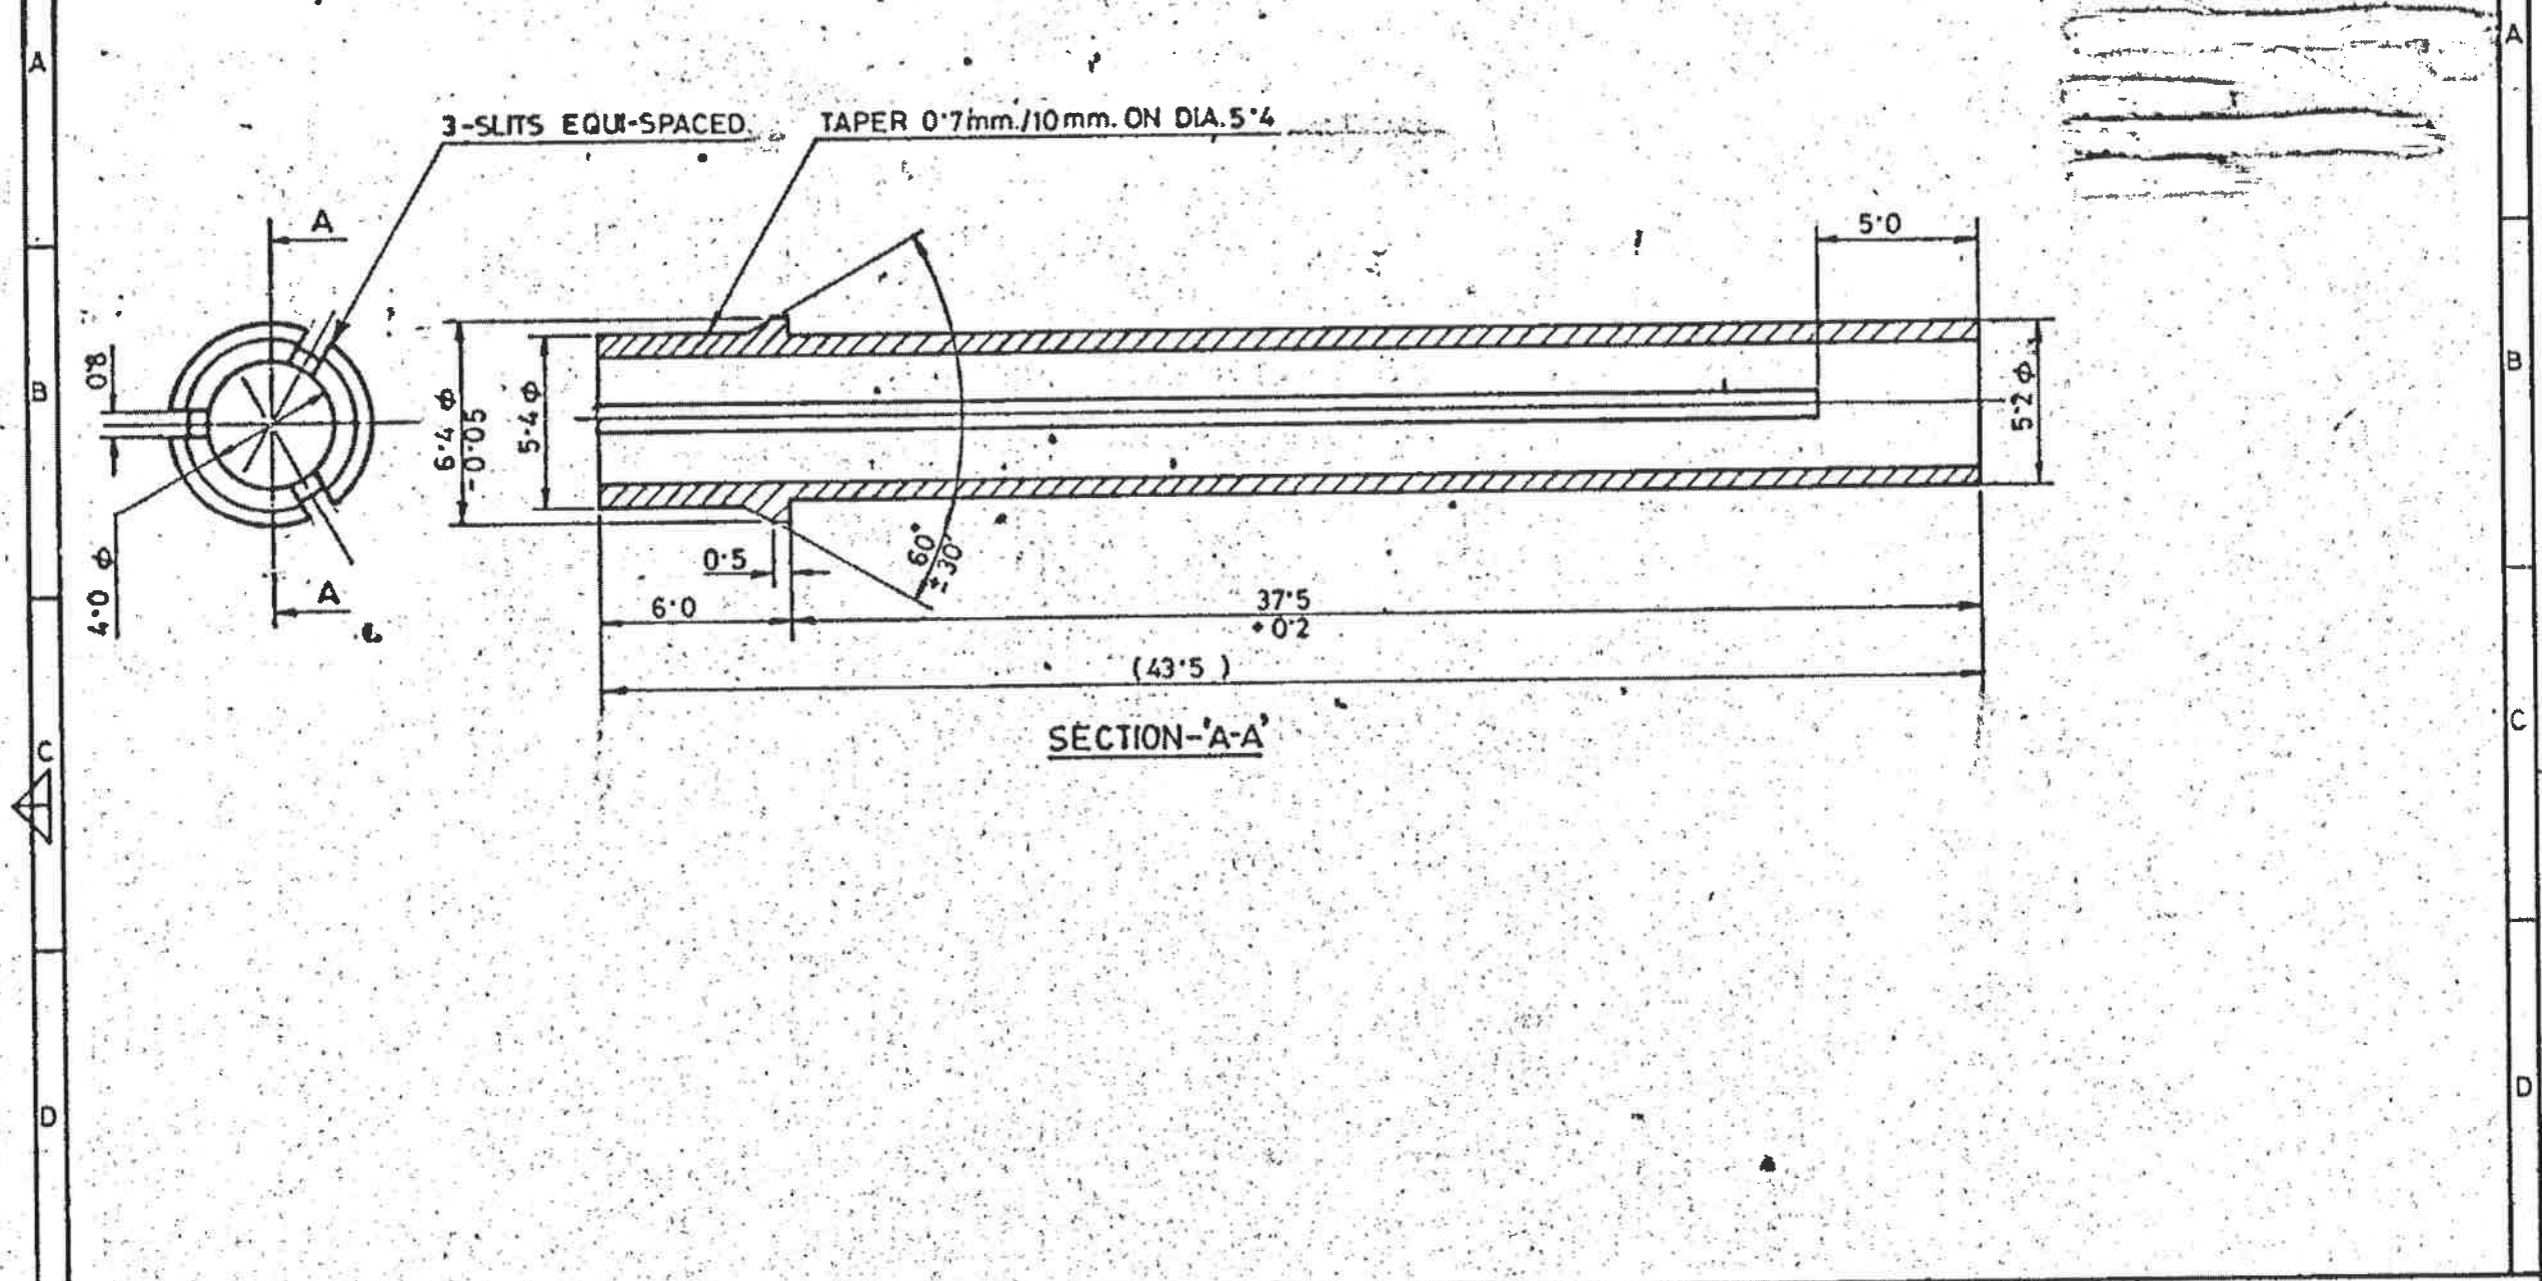 A
A
3-SLITS EQUI-SPACED.
TAPER 0·7mm./10mm. ON DIA. 5·4
A
5·0
0·8
B
6·4 ϕ
-0·05
5·4 ϕ
5·2 ϕ
B
4·0 ϕ
0·5
60°
±30'
A
6·0
37·5
+0·2
(43·5)
SECTION-'A-A'
C
C
D
D